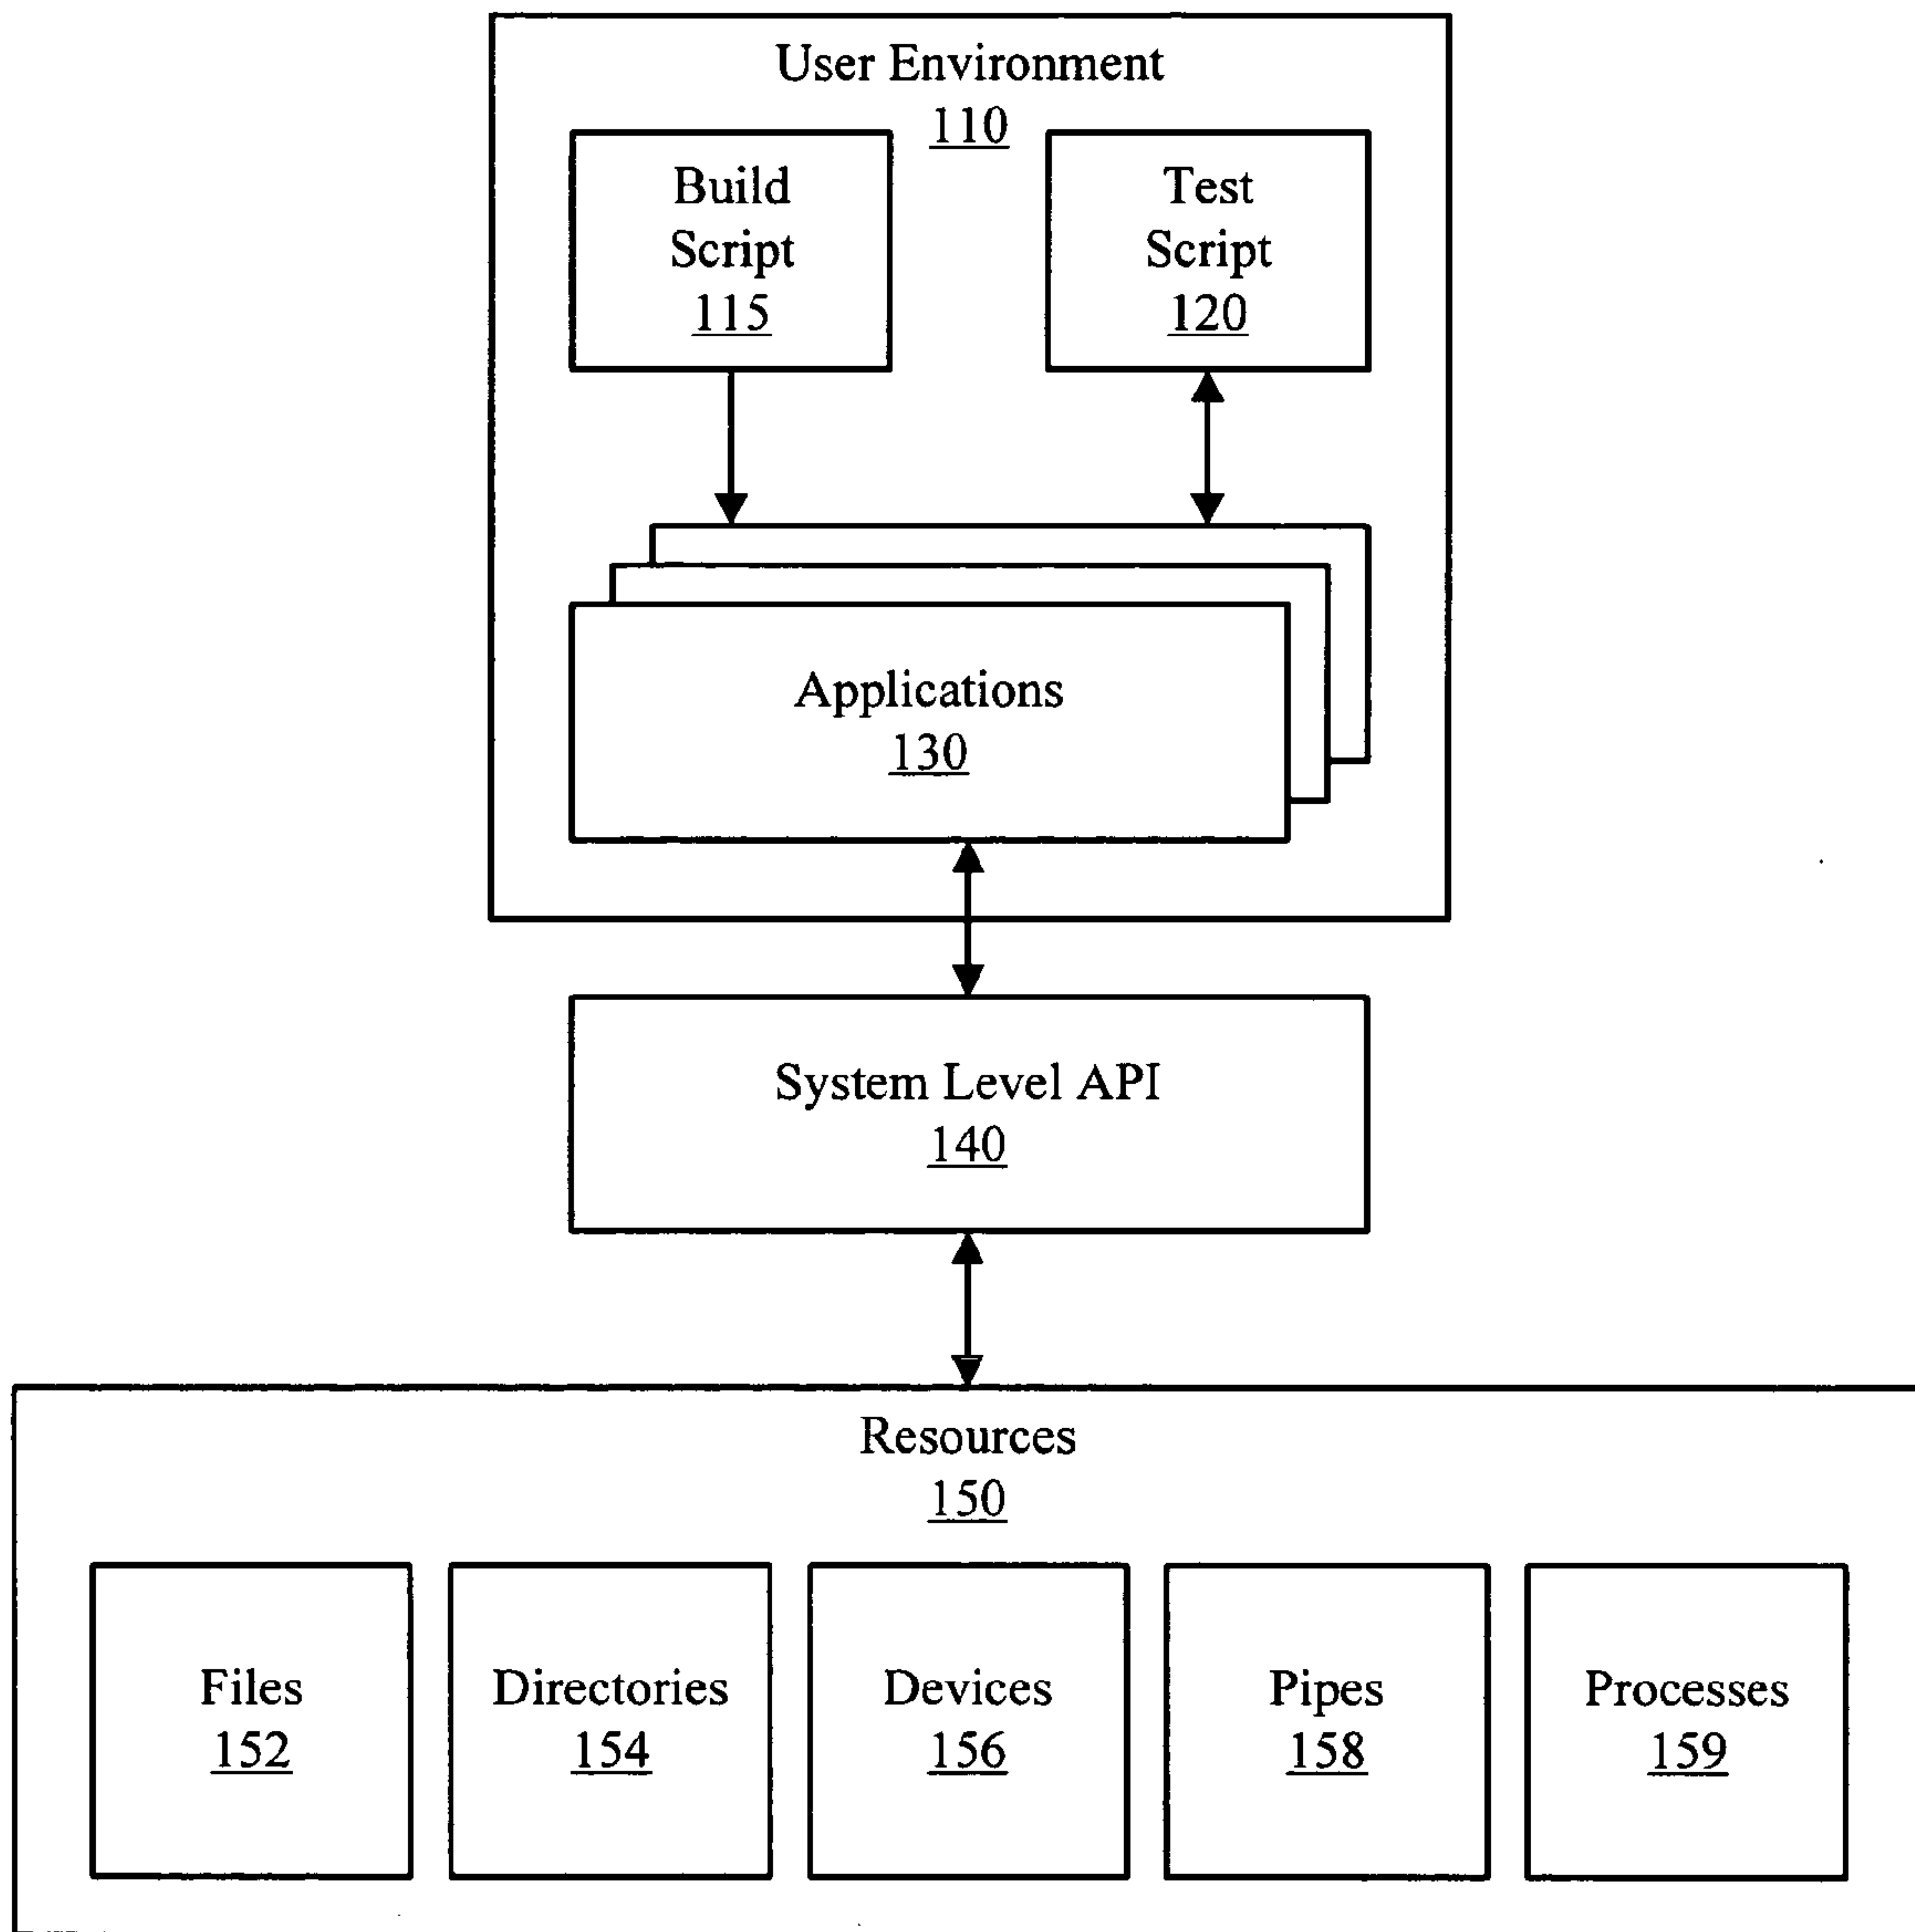 User Environment
110
Build
Script
115
Test
Script
120
Applications
130
System Level API
140
Resources
150
Files
152
Directories
154
Devices
156
Pipes
158
Processes
159